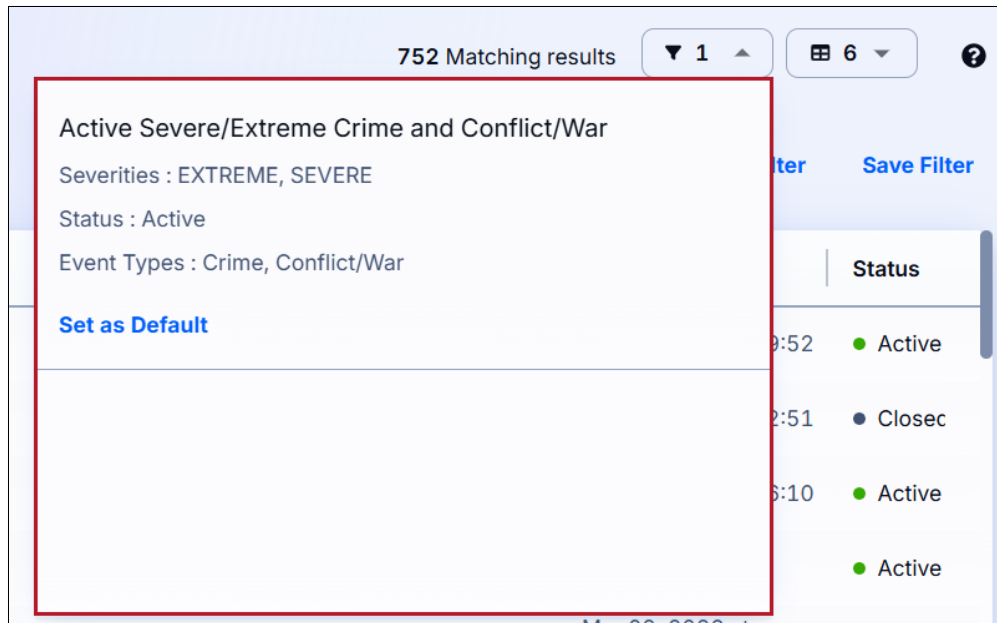 752 Matching results 1 6 ?
Active Severe/Extreme Crime and Conflict/War
Severities : EXTREME, SEVERE
lter Save Filter
Status : Active
Event Types : Crime, Conflict/War
Status
Set as Default
9:52 Active
2:51 Closed
6:10 Active
Active